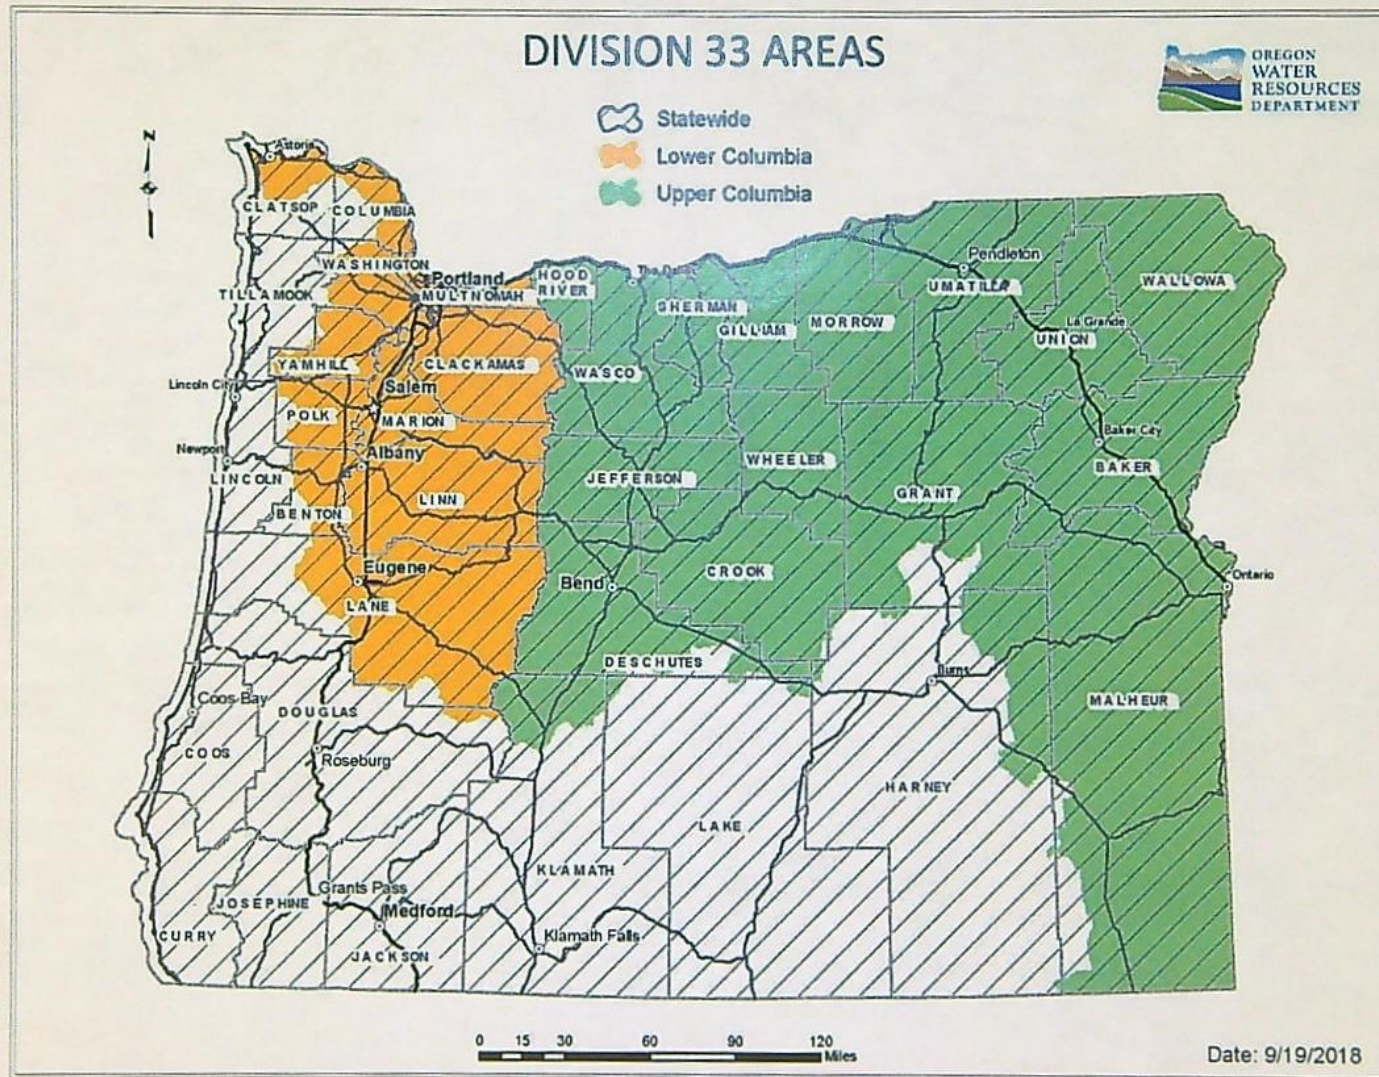 DIVISION 33 AREAS
OREGON
WATER
RESOURCES
DEPARTMENT
Statewide
Lower Columbia
Upper Columbia
N
Astoria
CLATSOP
COLUMBIA
WASHINGTON
Portland
MULTNOMAH
HOOD
RIVER
The Dalles
Pendleton
UMATILLA
WALLOWA
TILLAMOOK
SHERMAN
GILLIAM
MORROW
La Grande
UNION
YAMHILL
CLACKAMAS
WASCO
Lincoln City
Salem
POLK
MARION
Newport
Albany
Baker City
LINCOLN
JEFFERSON
WHEELER
BAKER
BENTON
LINN
GRANT
Eugene
Bend
CROOK
Ontario
LANE
DESCHUTES
Burns
Coos Bay
DOUGLAS
MALHEUR
COOS
Roseburg
HARNEY
LAKE
KLAMATH
Grants Pass
JOSEPHINE
Medford
CURRY
Klamath Falls
JACKSON
0 15 30 60 90 120
Miles
Date: 9/19/2018